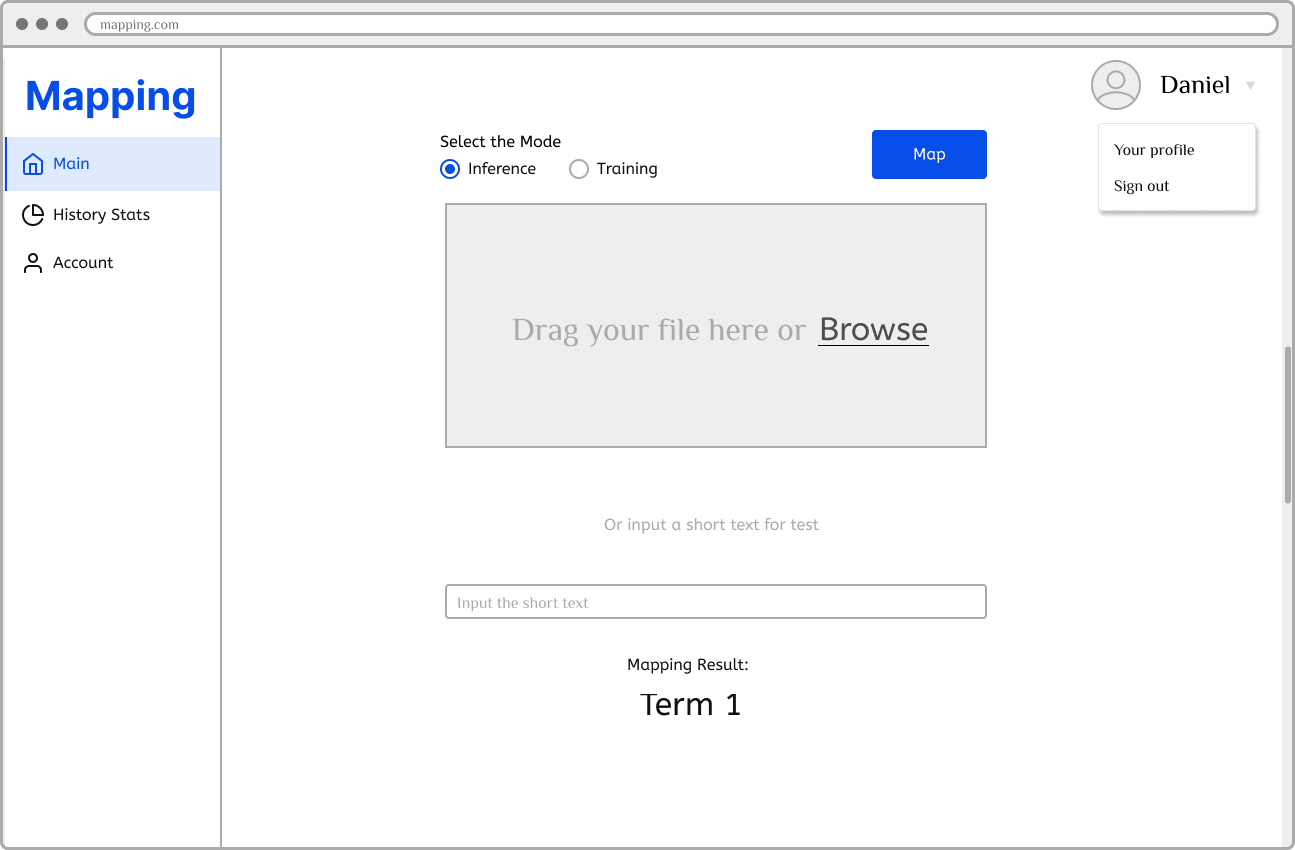 mapping.com
Mapping
Main
History Stats
Account
Daniel
Your profile
Sign out
Select the Mode
Inference
Training
Map
Drag your file here or Browse
Or input a short text for test
Input the short text
Mapping Result:
Term 1